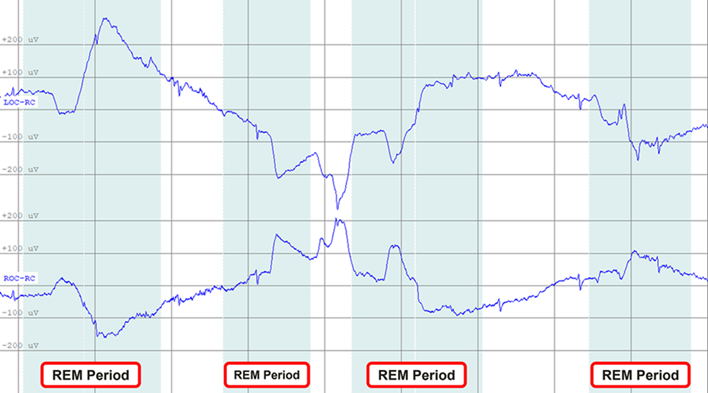 +200 uV
+100 uV
LOC-RC
-100 uV
-200 uV
+200 uV
+100 uV
ROC-RC
-100 uV
-200 uV
REM Period
REM Period
REM Period
REM Period